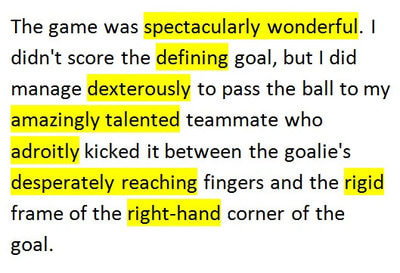 The game was spectacularly wonderful. I
didn't score the defining goal, but I did
manage dexterously to pass the ball to my
amazingly talented teammate who
adroitly kicked it between the goalie's
desperately reaching fingers and the rigid
frame of the right-hand corner of the
goal.